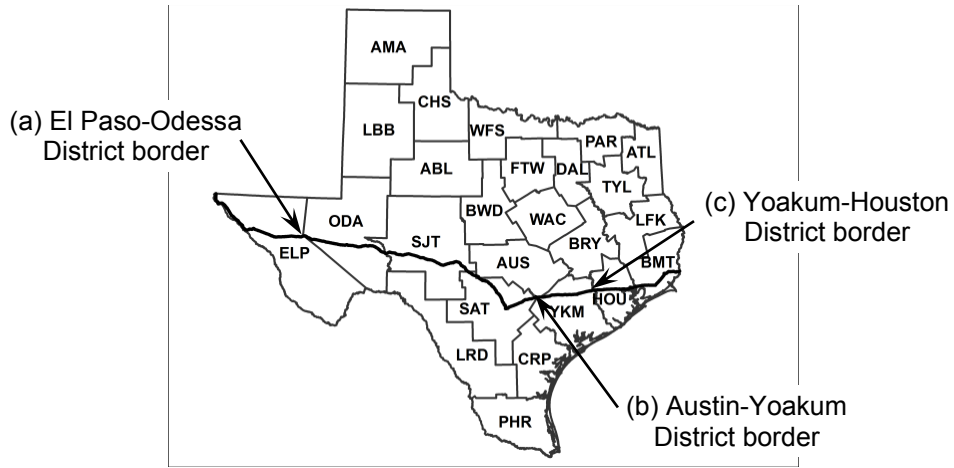 AMA
CHS
(a) El Paso-Odessa
District border
LBB
WFS
PAR
ATL
ABL
FTW
DAL
TYL
(c) Yoakum-Houston
District border
ODA
BWD
WAC
LFK
SJT
BRY
ELP
AUS
BMT
SAT
YKM
HOU
LRD
CRP
(b) Austin-Yoakum
District border
PHR